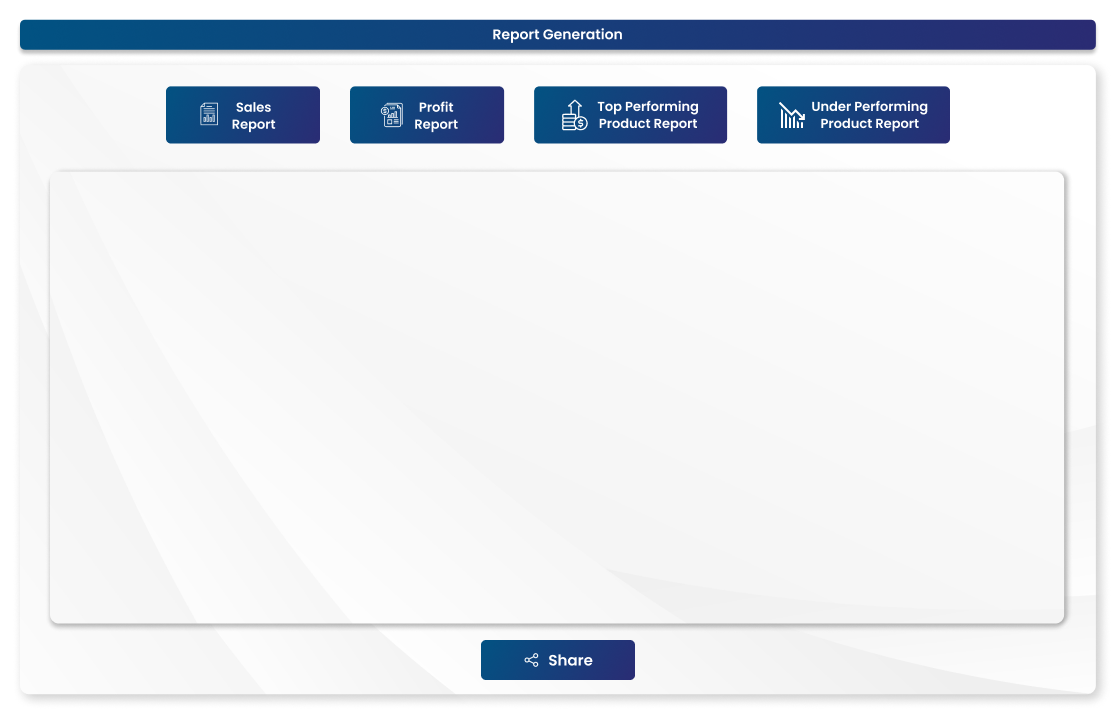 Report Generation
Sales
Report
Profit
Report
Top Performing
Product Report
Under Performing
Product Report
Share